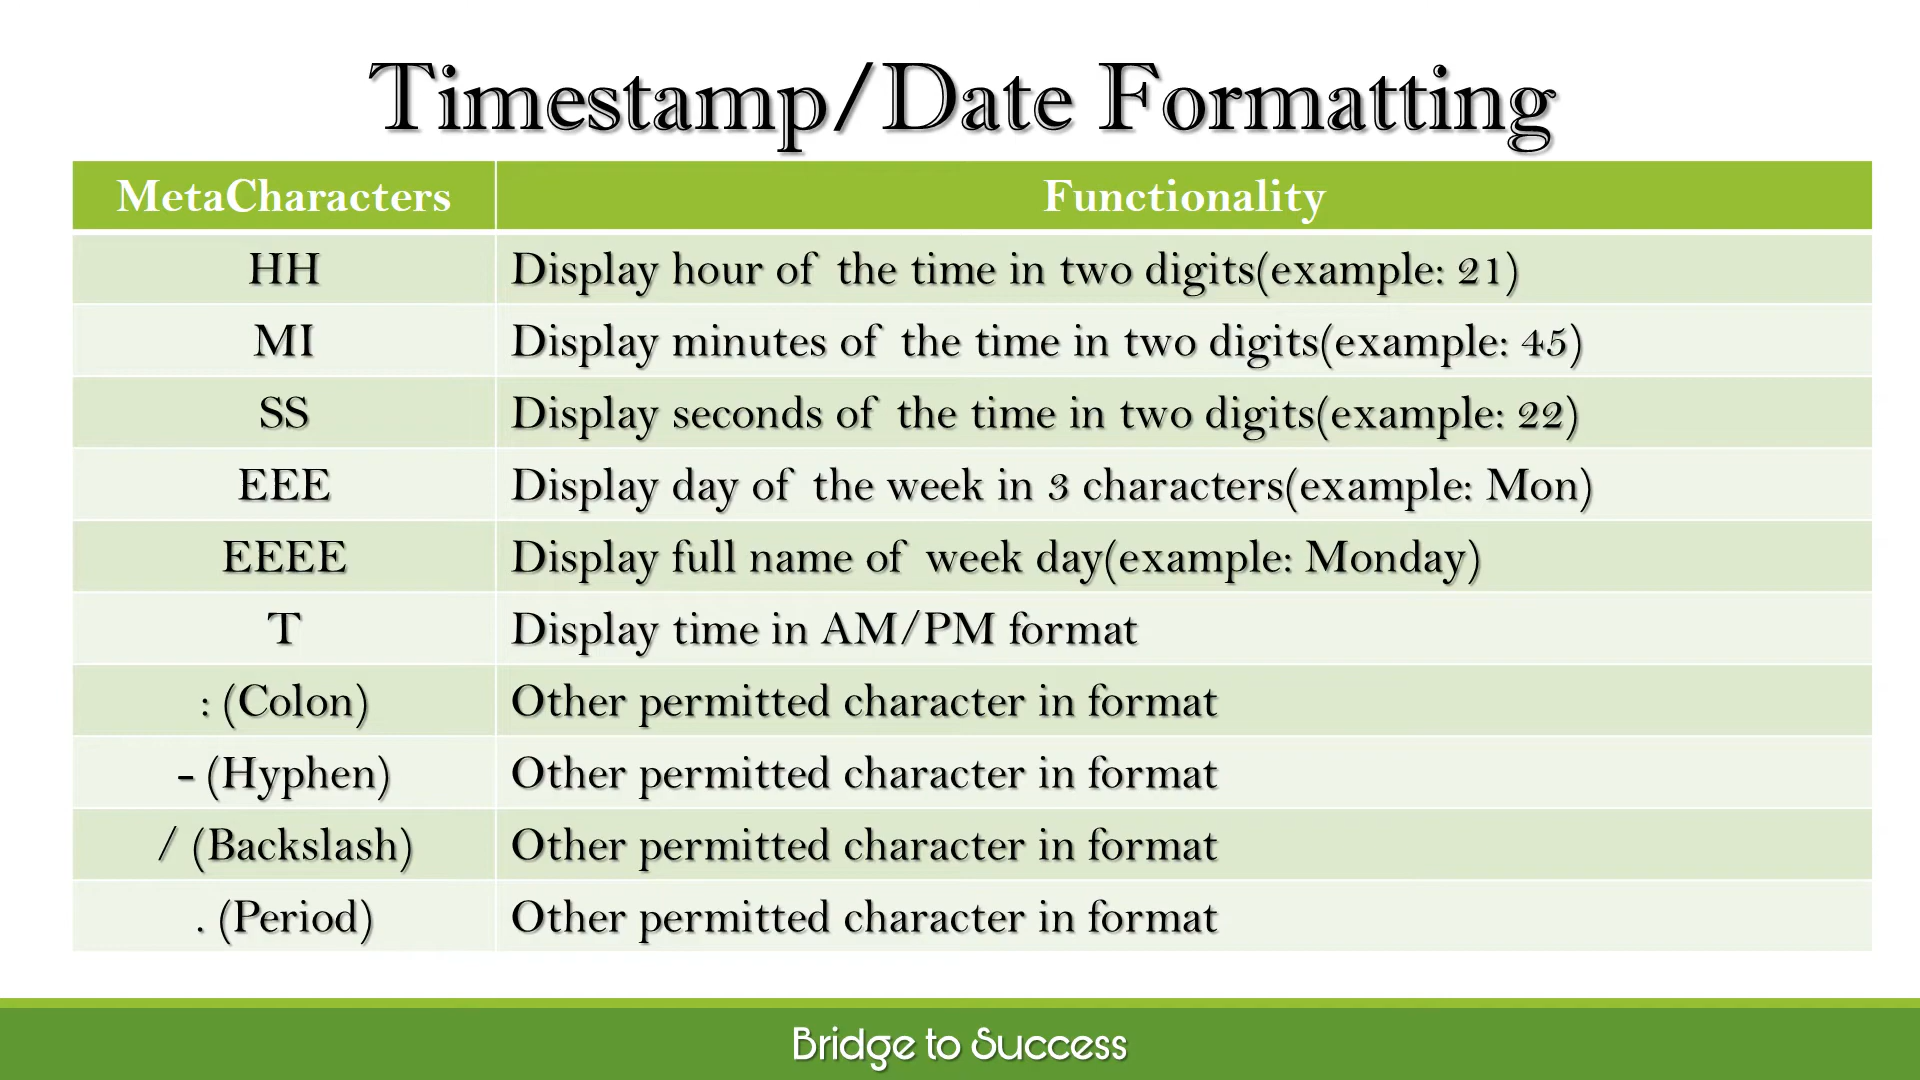 Timestamp/Date Formatting
MetaCharacters Functionality
HH Display hour of the time in two digits(example: 21)
MI Display minutes of the time in two digits(example: 45)
SS Display seconds of the time in two digits(example: 22)
EEE Display day of the week in 3 characters(example: Mon)
EEEE Display full name of week day(example: Monday)
T Display time in AM/PM format
: (Colon) Other permitted character in format
- (Hyphen) Other permitted character in format
/ (Backslash) Other permitted character in format
. (Period) Other permitted character in format
Bridge to Success